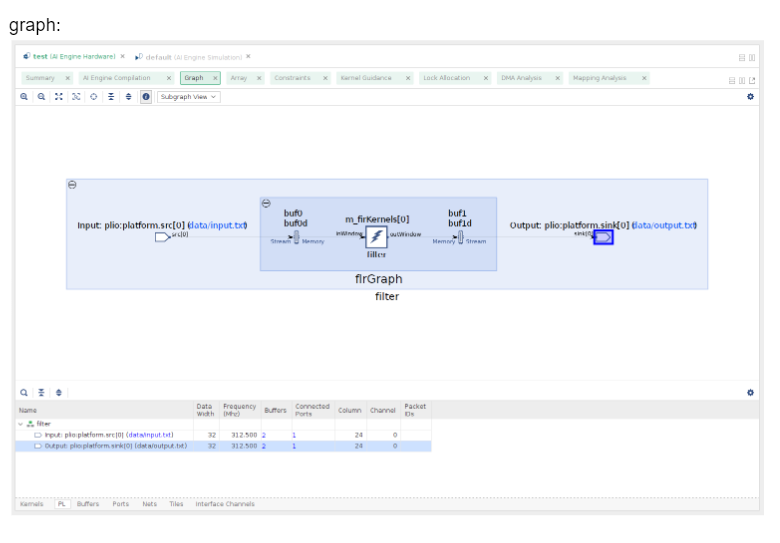 graph:
test (AI Engine Hardware) × default (AI Engine Simulation) ×
Summary × AI Engine Compilation × Graph × Array × Constraints × Kernel Guidance × Lock Allocation × DMA Analysis × Mapping Analysis ×
Subgraph View
Input: plio:platform.src[0] (data/input.txt)
src[0]
buf0
buf0d
Stream Memory
m_firKernels[0]
inWindow outWindow
filter
buf1
buf1d
Memory Stream
Output: plio:platform.sink[0] (data/output.txt)
sink[0]
firGraph
filter
Name Data Width Frequency (Mhz) Buffers Connected Ports Column Channel Packet IDs
filter
Input: plio:platform.src[0] (data/input.txt) 32 312.500 2 1 24 0
Output: plio:platform.sink[0] (data/output.txt) 32 312.500 2 1 24 0
Kernels PL Buffers Ports Nets Tiles Interface Channels